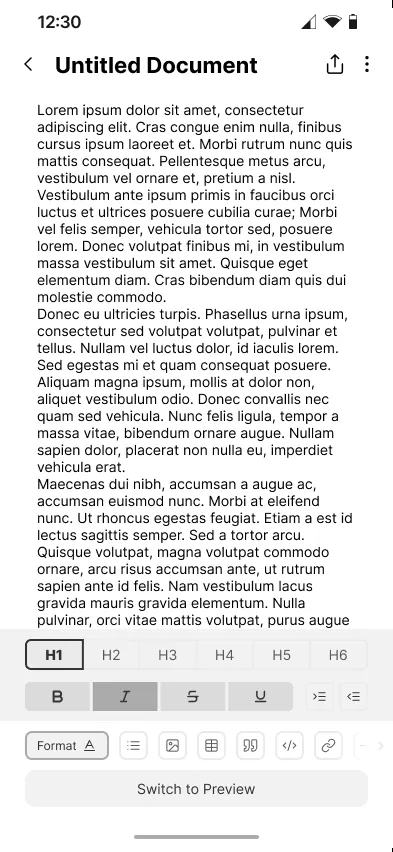 12:30
Untitled Document
Lorem ipsum dolor sit amet, consectetur
adipiscing elit. Cras congue enim nulla, finibus
cursus ipsum laoreet et. Morbi rutrum nunc quis
mattis consequat. Pellentesque metus arcu,
vestibulum vel ornare et, pretium a nisl.
Vestibulum ante ipsum primis in faucibus orci
luctus et ultrices posuere cubilia curae; Morbi
vel felis semper, vehicula tortor sed, posuere
lorem. Donec volutpat finibus mi, in vestibulum
massa vestibulum sit amet. Quisque eget
elementum diam. Cras bibendum diam quis dui
molestie commodo.
Donec eu ultricies turpis. Phasellus urna ipsum,
consectetur sed volutpat volutpat, pulvinar et
tellus. Nullam vel luctus dolor, id iaculis lorem.
Sed egestas mi et quam consequat posuere.
Aliquam magna ipsum, mollis at dolor non,
aliquet vestibulum odio. Donec convallis nec
quam sed vehicula. Nunc felis ligula, tempor a
massa vitae, bibendum ornare augue. Nullam
sapien dolor, placerat non nulla eu, imperdiet
vehicula erat.
Maecenas dui nibh, accumsan a augue ac,
accumsan euismod nunc. Morbi at eleifend
nunc. Ut rhoncus egestas feugiat. Etiam a est id
lectus sagittis semper. Sed a tortor arcu.
Quisque volutpat, magna volutpat commodo
ornare, arcu risus accumsan ante, ut rutrum
sapien ante id felis. Nam vestibulum lacus
gravida mauris gravida elementum. Nulla
pulvinar, orci vitae mattis volutpat, purus augue
H1 H2 H3 H4 H5 H6
B I S U
Format A
Switch to Preview